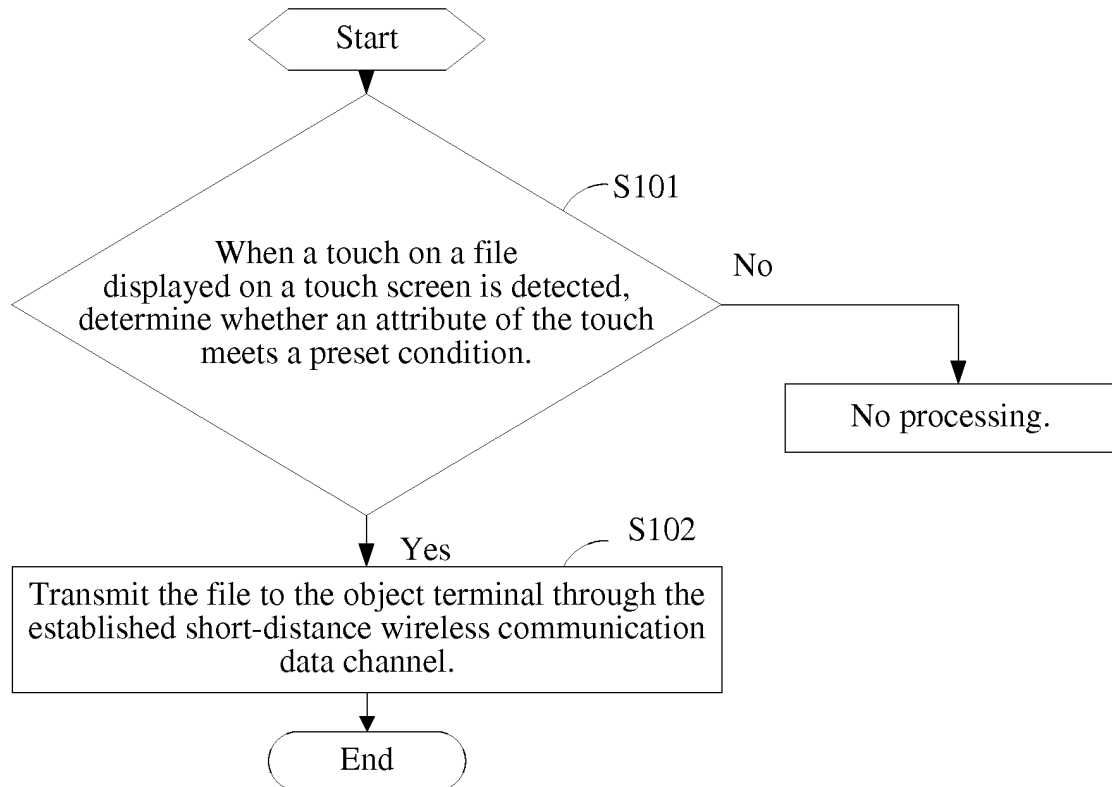 Start
S101
When a touch on a file
displayed on a touch screen is detected,
determine whether an attribute of the touch
meets a preset condition.
No
No processing.
Yes
S102
Transmit the file to the object terminal through the
established short-distance wireless communication
data channel.
End